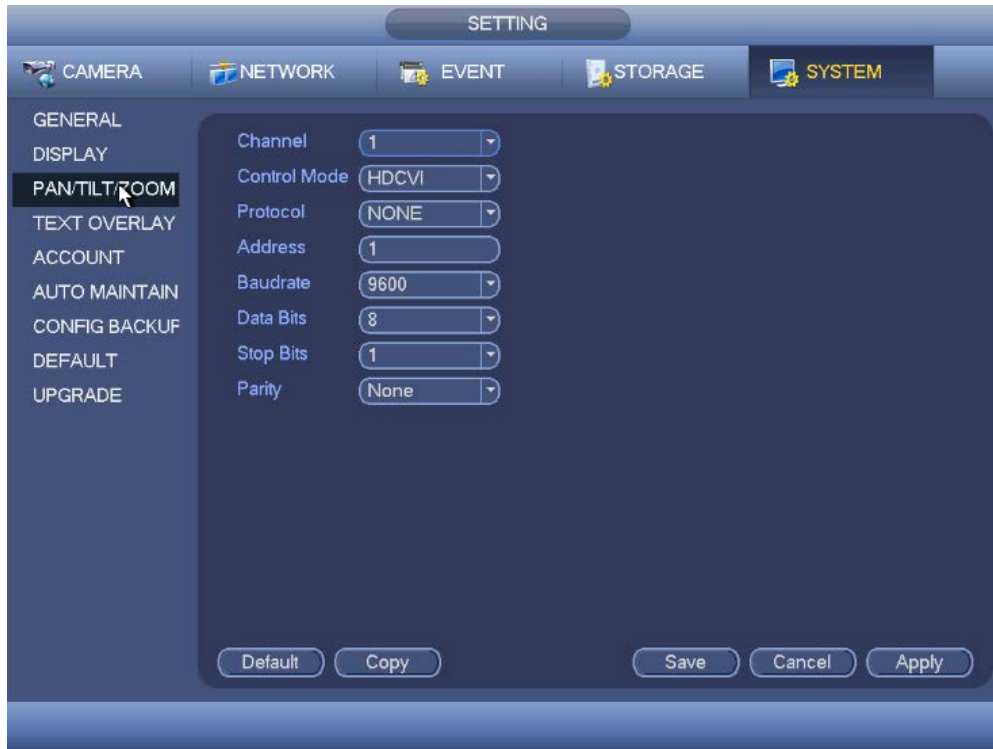 SETTING
CAMERA NETWORK EVENT STORAGE SYSTEM
GENERAL
DISPLAY
PAN/TILT/ZOOM
TEXT OVERLAY
ACCOUNT
AUTO MAINTAIN
CONFIG BACKUP
DEFAULT
UPGRADE
Channel 1
Control Mode HDCVI
Protocol NONE
Address 1
Baudrate 9600
Data Bits 8
Stop Bits 1
Parity None
Default Copy Save Cancel Apply